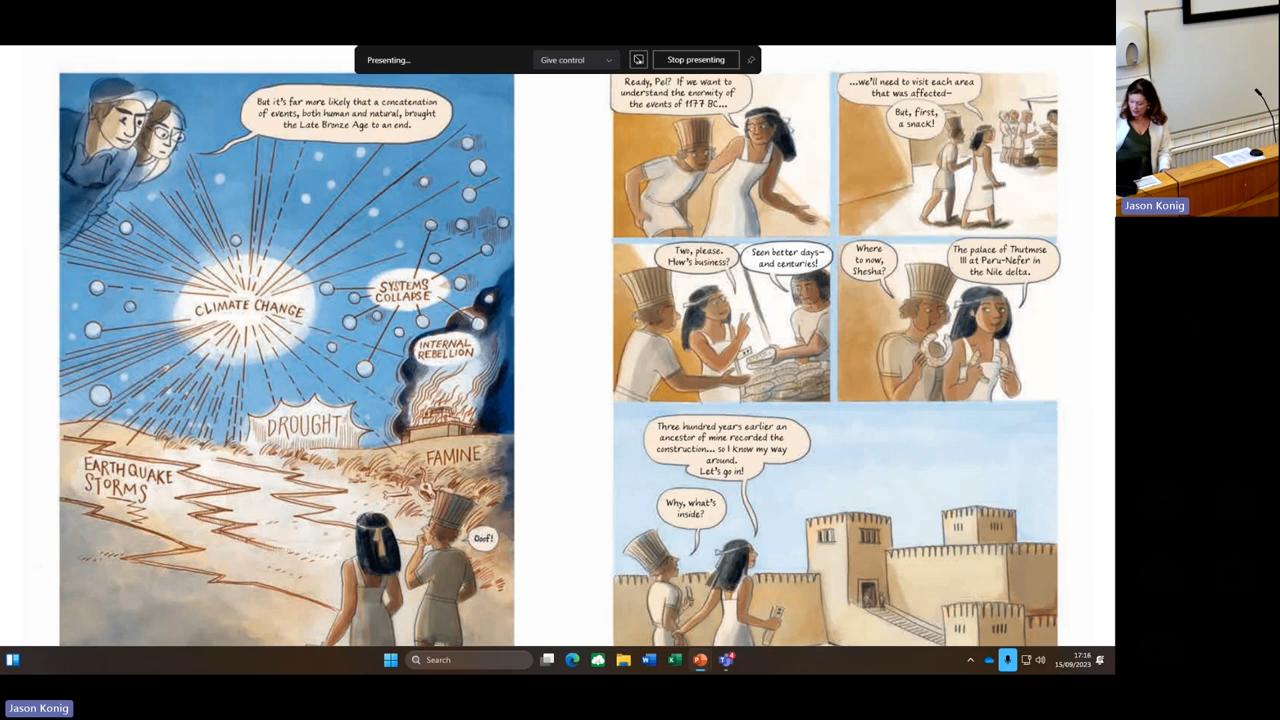 Presenting...
Give control
Stop presenting
But it's far more likely that a concatenation
of events, both human and natural, brought
the Late Bronze Age to an end.
CLIMATE CHANGE
SYSTEMS
COLLAPSE
INTERNAL
REBELLION
DROUGHT
FAMINE
EARTHQUAKE
STORMS
Ooof!
Ready, Pel? If we want to
understand the enormity of
the events of 1177 BC...
...we'll need to visit each area
that was affected—
But, first,
a snack!
Two, please.
How's business?
Seen better days—
and centuries!
Where
to now,
Shesha?
The palace of Thutmose
III at Peru-Nefer in
the Nile delta.
Three hundred years earlier an
ancestor of mine recorded the
construction... so I know my way
around.
Let's go in!
Why, what's
inside?
Jason Konig
Search
4
17:16
15/09/2023
Jason Konig